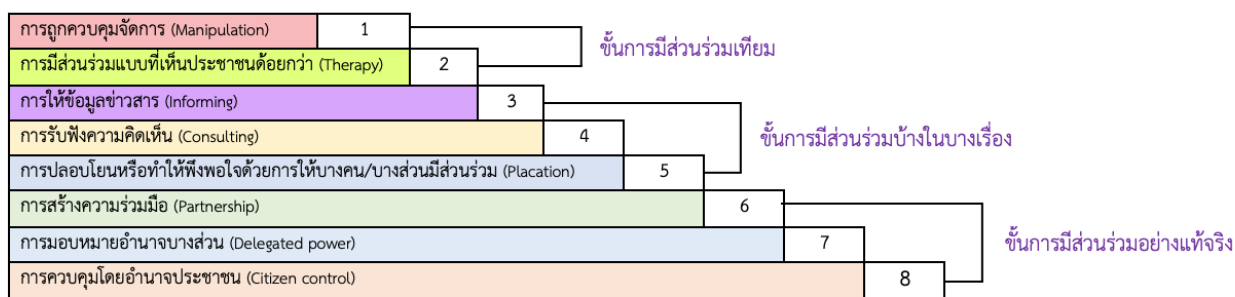 การถูกควบคุมจัดการ (Manipulation) 1
ขั้นการมีส่วนร่วมเทียม
การมีส่วนร่วมแบบที่เห็นประชาชนด้อยกว่า (Therapy) 2
การให้ข้อมูลข่าวสาร (Informing) 3
การรับฟังความคิดเห็น (Consulting) 4
ขั้นการมีส่วนร่วมบ้างในบางเรื่อง
การปลอบโยนหรือทำให้พึงพอใจด้วยการให้บางคน/บางส่วนมีส่วนร่วม (Placation) 5
การสร้างความร่วมมือ (Partnership) 6
การมอบหมายอำนาจบางส่วน (Delegated power) 7
ขั้นการมีส่วนร่วมอย่างแท้จริง
การควบคุมโดยอำนาจประชาชน (Citizen control) 8